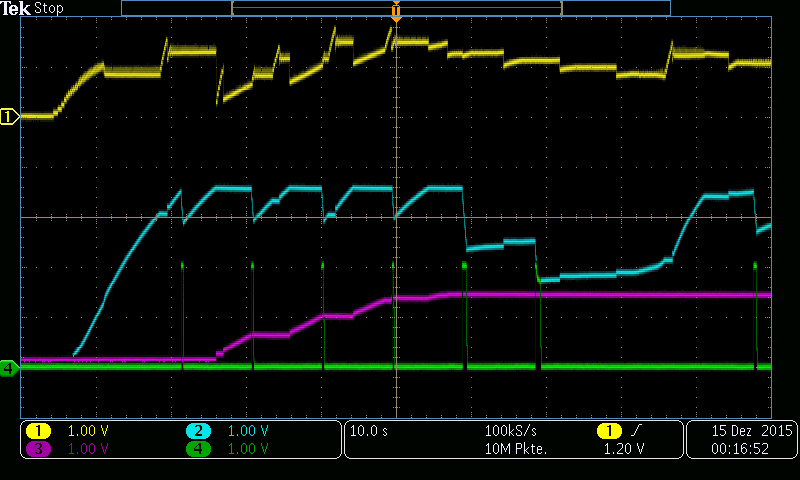 Tek Stop
T
1
4
1 1.00 V 2 1.00 V 10.0 s 100kS/s 1 1.20 V 15 Dez 2015
3 1.00 V 4 1.00 V 10M Pkte. 00:16:52